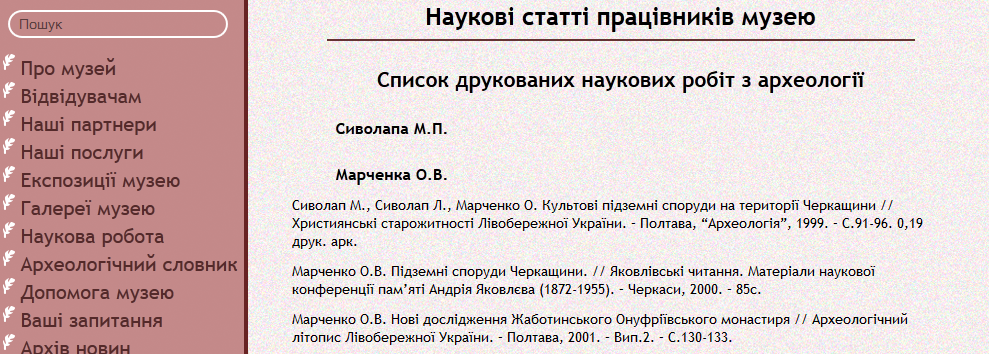 Пошук
Про музей
Відвідувачам
Наші партнери
Наші послуги
Експозиції музею
Галереї музею
Наукова робота
Археологічний словник
Допомога музею
Ваші запитання
Архів новин
Наукові статті працівників музею
Список друкованих наукових робіт з археології
Сиволапа М.П.
Марченка О.В.
Сиволап М., Сиволап Л., Марченко О. Культові підземні споруди на території Черкащини //
Християнські старожитності Лівобережної України. – Полтава, “Археологія”, 1999. – С.91-96. 0,19
друк. арк.
Марченко О.В. Підземні споруди Черкащини. // Яковлівські читання. Матеріали наукової
конференції пам’яті Андрія Яковлєва (1872-1955). – Черкаси, 2000. – 85с.
Марченко О.В. Нові дослідження Жаботинського Онуфріївського монастиря // Археологічний
літопис Лівобережної України. – Полтава, 2001. – Вип.2. – С.130-133.